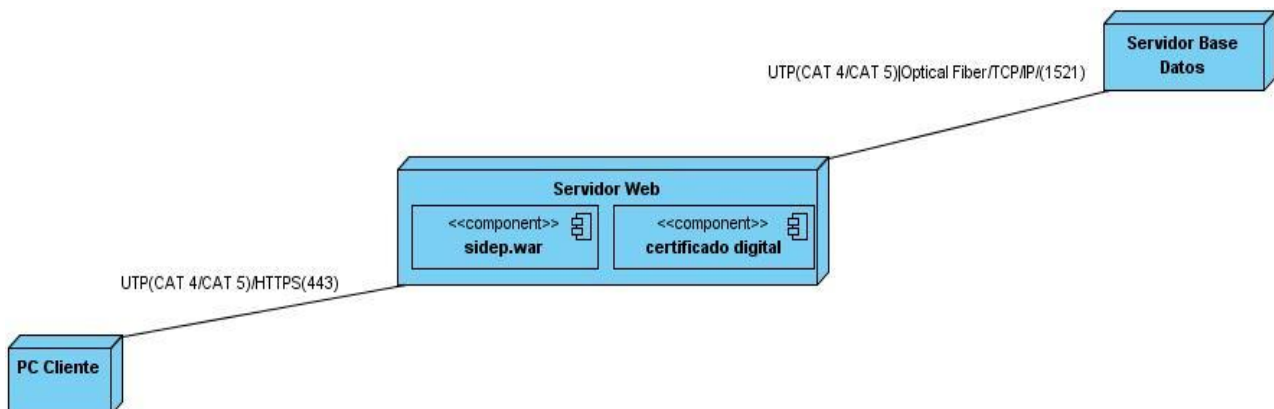 Servidor Base
Datos
UTP(CAT 4/CAT 5)|Optical Fiber/TCP/IP/(1521)
Servidor Web
<<component>>
sidep.war
<<component>>
certificado digital
UTP(CAT 4/CAT 5)/HTTPS(443)
PC Cliente